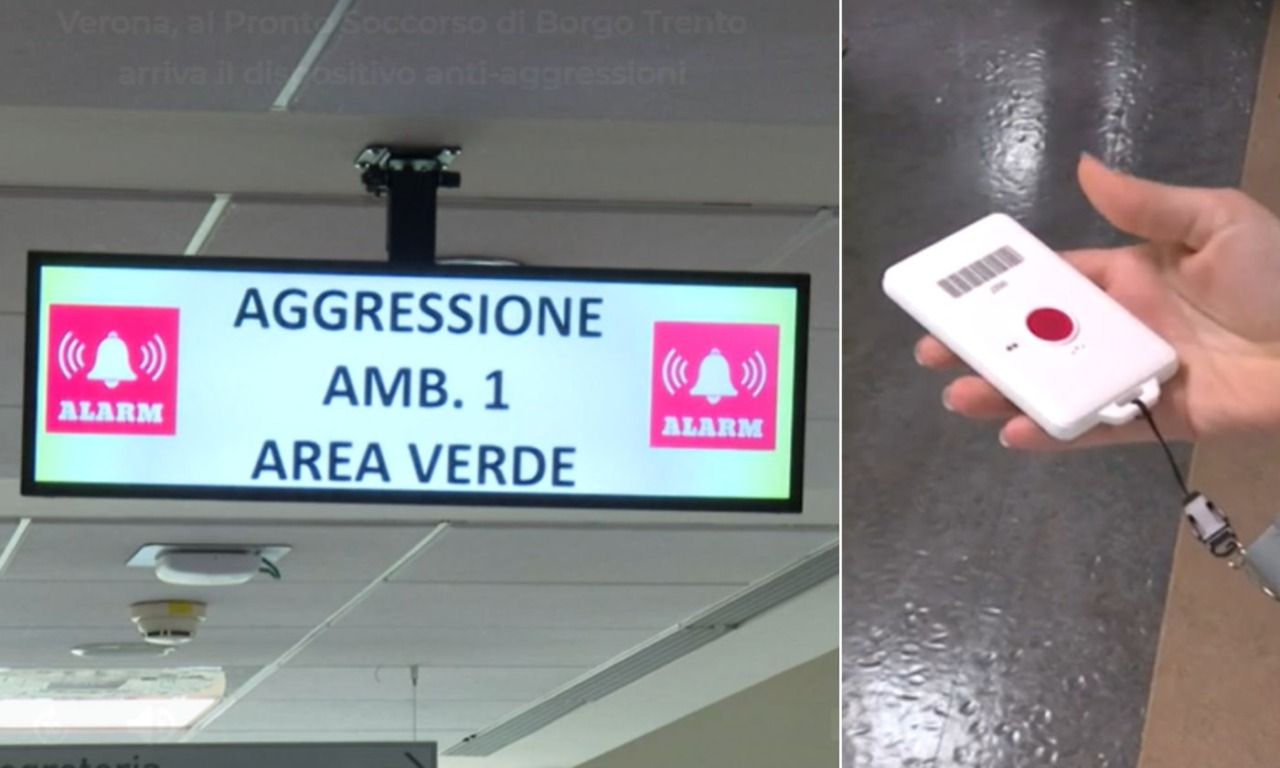 Verona, al Pronto Soccorso di Borgo Trento
arriva il dispositivo anti-aggressioni
AGGRESSIONE
AMB. 1
AREA VERDE
ALARM
ALARM